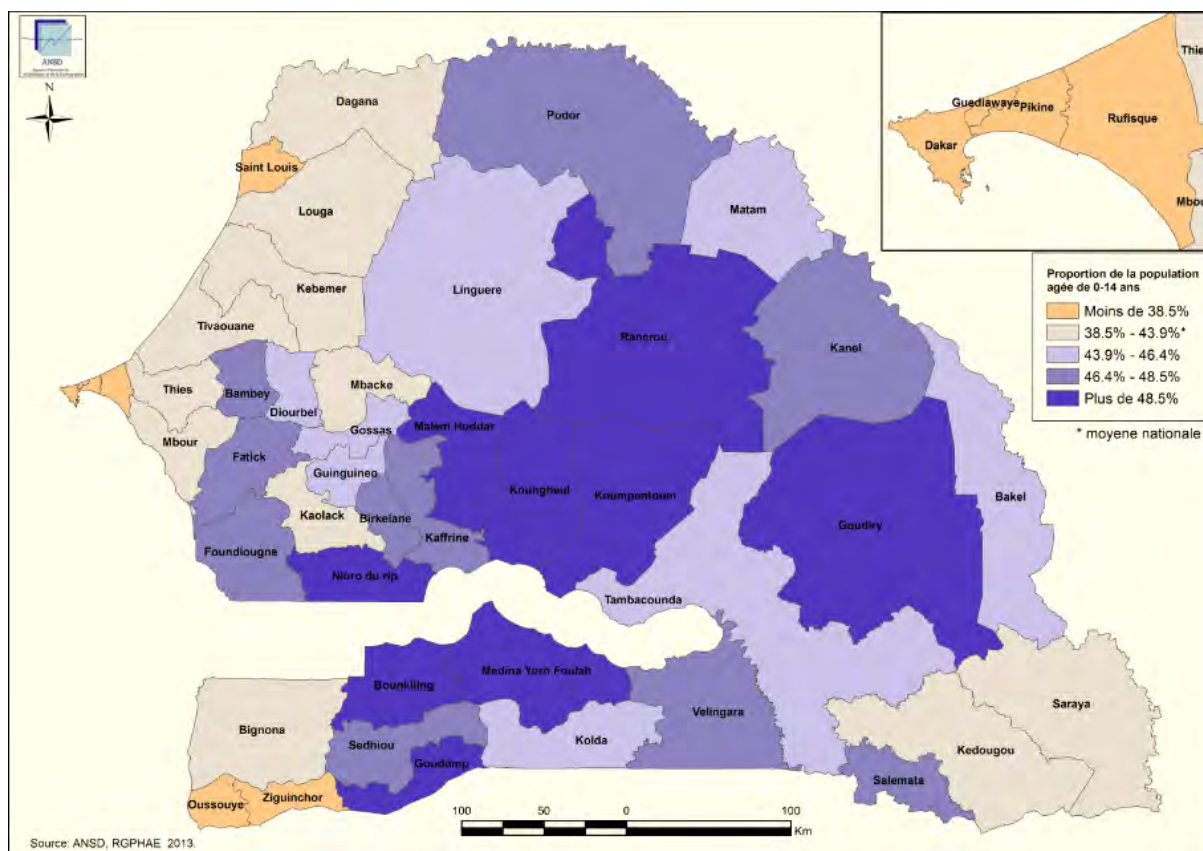 ANSD
N
Dagana
Podor
Saint Louis
Louga
Matam
Linguere
Kebemer
Tivaouane
Ranerou
Kanel
Thies
Bambey
Mbacke
Diourbel
Gossas
Malem Hoddar
Mbour
Fatick
Guinguineo
Koungheul
Koumpentoum
Bakel
Kaolack
Birkelane
Goudiry
Foundiougne
Kaffrine
Nioro du rip
Tambacounda
Medina Yoro Foulah
Bounkiling
Saraya
Velingara
Bignona
Sedhiou
Kolda
Goudomp
Kedougou
Salemata
Oussouye
Ziguinchor
Thie
Guediawaye
Pikine
Rufisque
Dakar
Mbour
Proportion de la population
agée de 0-14 ans
Moins de 38.5%
38.5% - 43.9%*
43.9% - 46.4%
46.4% - 48.5%
Plus de 48.5%
* moyene nationale
100 50 0 100
Km
Source: ANSD, RGPHAE 2013.